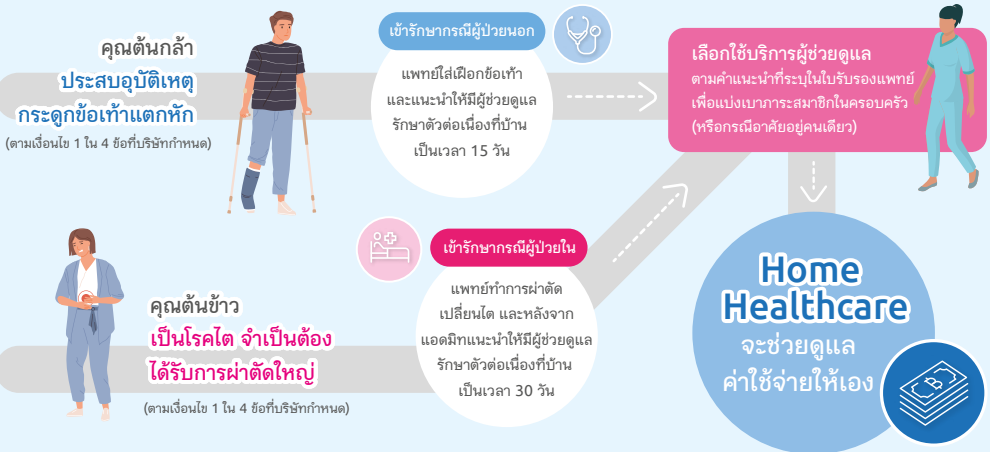 คุณต้นกล้า
ประสบอุบัติเหตุ
กระดูกข้อเท้าแตกหัก
(ตามเงื่อนไข 1 ใน 4 ข้อที่บริษัทกำหนด)
เข้ารักษากรณีผู้ป่วยนอก
แพทย์ใส่เฝือกข้อเท้า
และแนะนำให้มีผู้ช่วยดูแล
รักษาตัวต่อเนื่องที่บ้าน
เป็นเวลา 15 วัน
เลือกใช้บริการผู้ช่วยดูแล
ตามคำแนะนำที่ระบุในใบรับรองแพทย์
เพื่อแบ่งเบาภาระสมาชิกในครอบครัว
(หรือกรณีอาศัยอยู่คนเดียว)
คุณต้นข้าว
เป็นโรคไต จำเป็นต้อง
ได้รับการผ่าตัดใหญ่
(ตามเงื่อนไข 1 ใน 4 ข้อที่บริษัทกำหนด)
เข้ารักษากรณีผู้ป่วยใน
แพทย์ทำการผ่าตัด
เปลี่ยนไต และหลังจาก
แอดมิทแนะนำให้มีผู้ช่วยดูแล
รักษาตัวต่อเนื่องที่บ้าน
เป็นเวลา 30 วัน
Home
Healthcare
จะช่วยดูแล
ค่าใช้จ่ายให้เอง
B